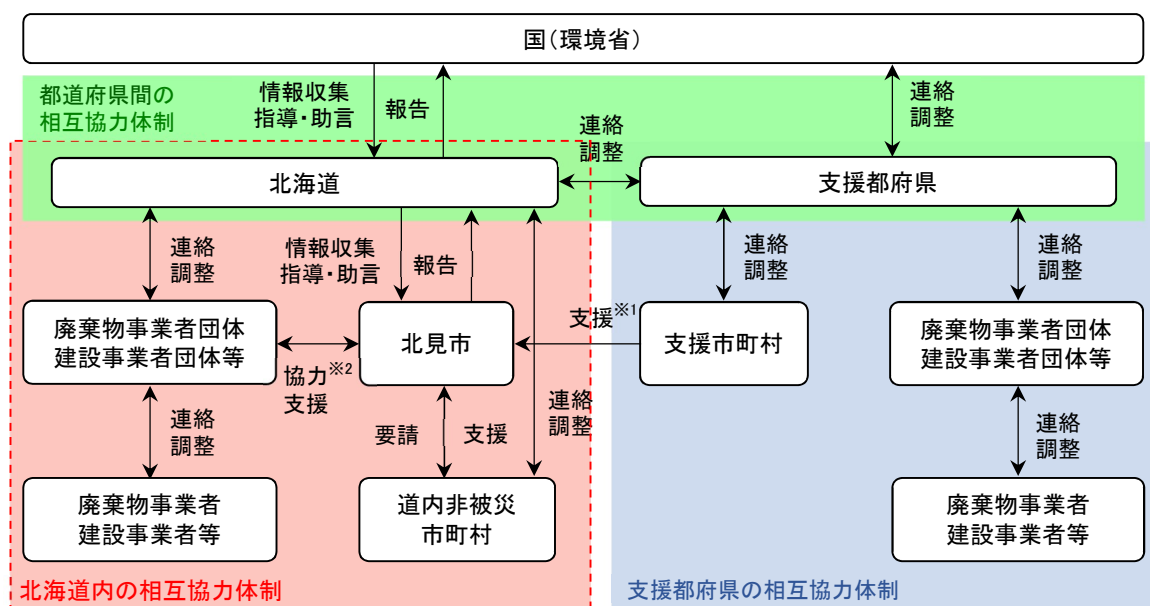 国(環境省)
都道府県間の
相互協力体制
情報収集
指導・助言
報告
連絡
調整
連絡
調整
北海道
支援都府県
連絡
調整
情報収集
指導・助言
報告
連絡
調整
連絡
調整
廃棄物事業者団体
建設事業者団体等
協力※2
支援
北見市
支援※1
支援市町村
廃棄物事業者団体
建設事業者団体等
連絡
調整
要請
支援
連絡
調整
連絡
調整
廃棄物事業者
建設事業者等
道内非被災
市町村
廃棄物事業者
建設事業者等
北海道内の相互協力体制
支援都府県の相互協力体制